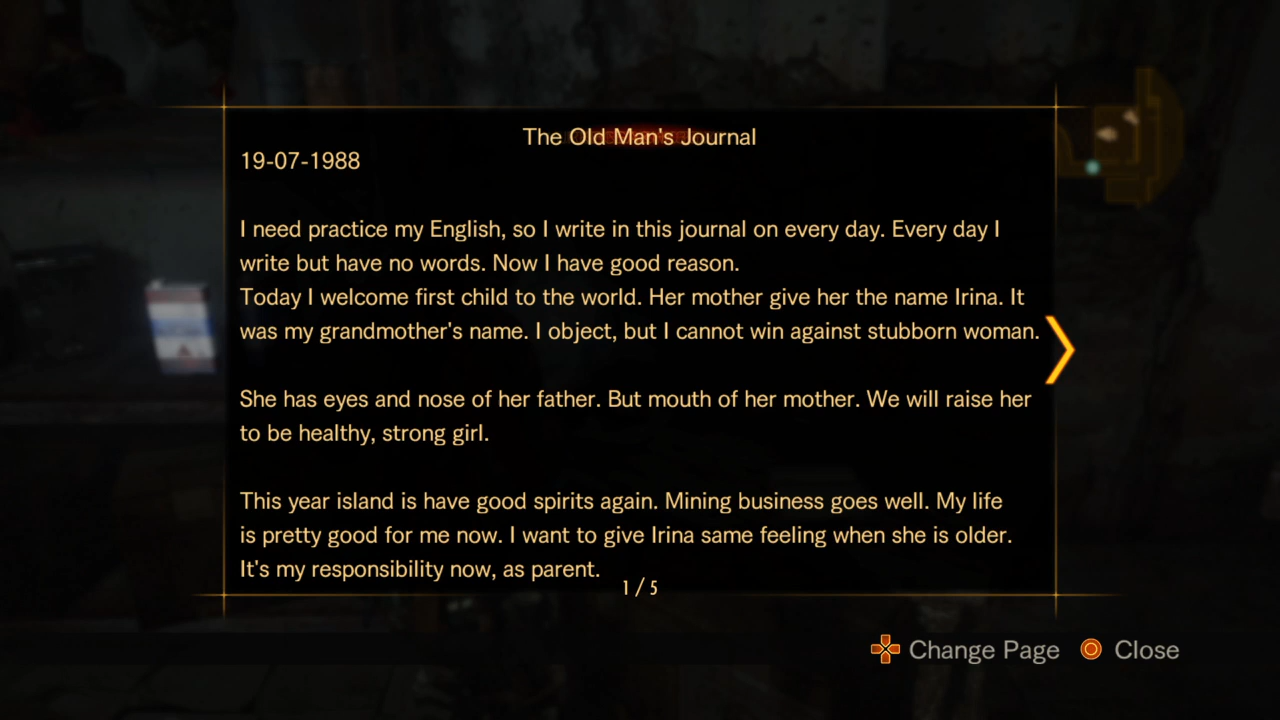 The Old Man's Journal
19-07-1988
I need practice my English, so I write in this journal on every day. Every day I
write but have no words. Now I have good reason.
Today I welcome first child to the world. Her mother give her the name Irina. It
was my grandmother's name. I object, but I cannot win against stubborn woman.
She has eyes and nose of her father. But mouth of her mother. We will raise her
to be healthy, strong girl.
This year island is have good spirits again. Mining business goes well. My life
is pretty good for me now. I want to give Irina same feeling when she is older.
It's my responsibility now, as parent.
1 / 5
Change Page
Close